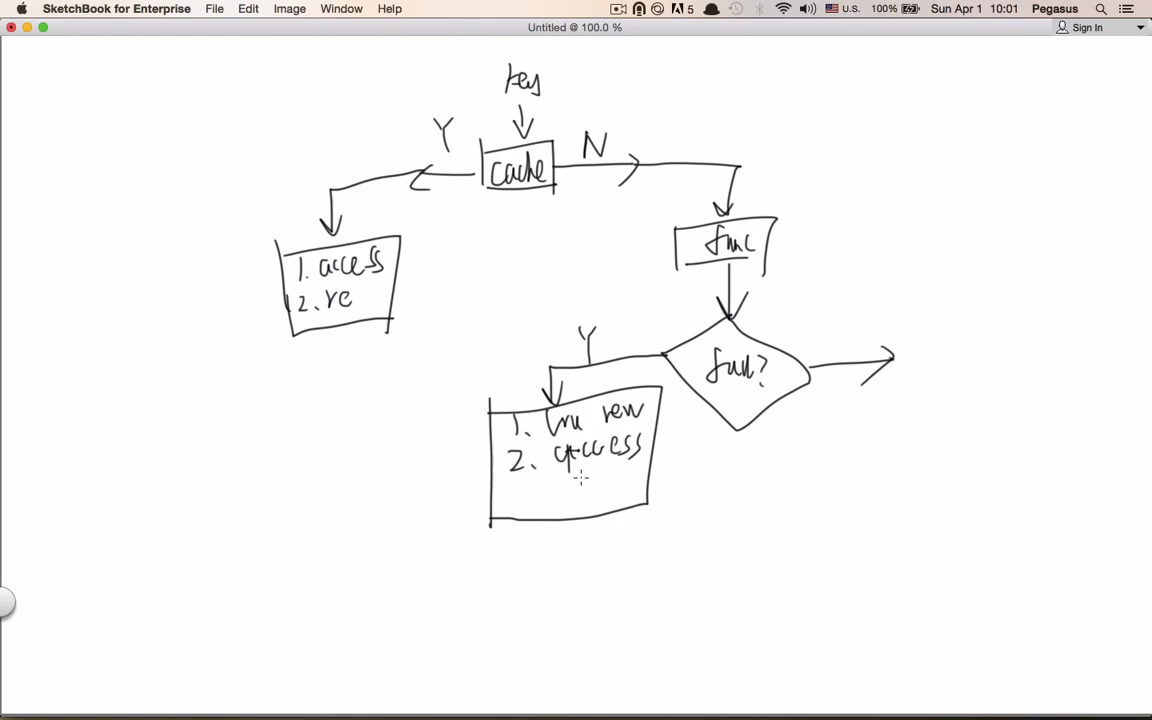 SketchBook for Enterprise File Edit Image Window Help 5 U.S. 100% Sun Apr 1 10:01 Pegasus
Untitled @ 100.0 %
Sign In
key
Y
N
cache
func
1. access
2. re
Y
full?
1. lru rem
2. access